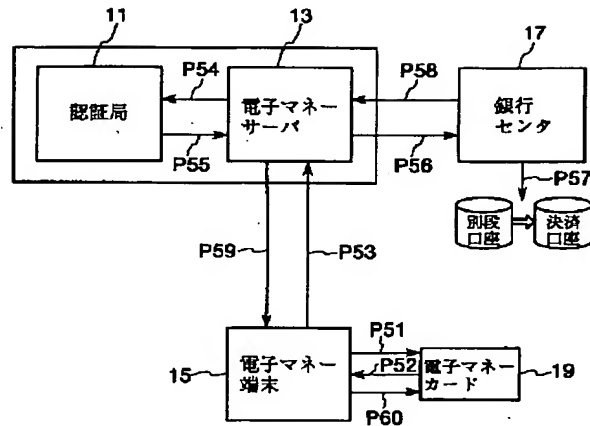 11
13
17
P54
P58
認証局
電子マネー
サーバ
銀行
センタ
P55
P56
P57
別段
口座
決済
口座
P59
P53
P51
15
電子マネー
端末
P52
電子マネー
カード
19
P60